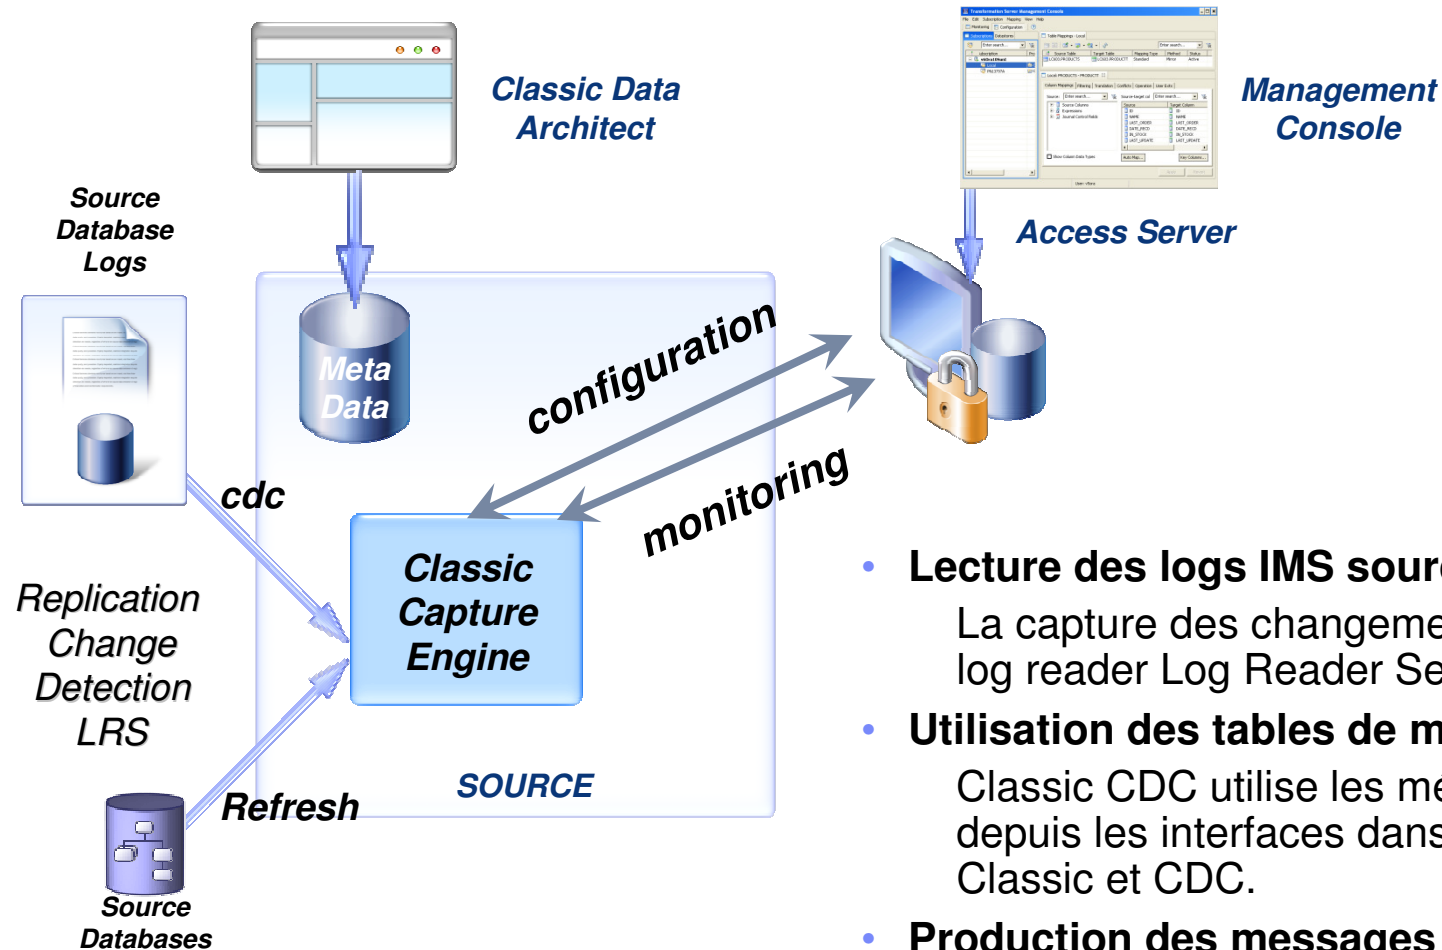 Classic Data
Architect
Management
Console
Access Server
Source
Database
Logs
Meta
Data
configuration
monitoring
cdc
Classic
Capture
Engine
Replication
Change
Detection
LRS
SOURCE
Refresh
Source
Databases
• Lecture des logs IMS sour
La capture des changeme
log reader Log Reader Se
• Utilisation des tables de m
Classic CDC utilise les mé
depuis les interfaces dans
Classic et CDC.
• Production des messages